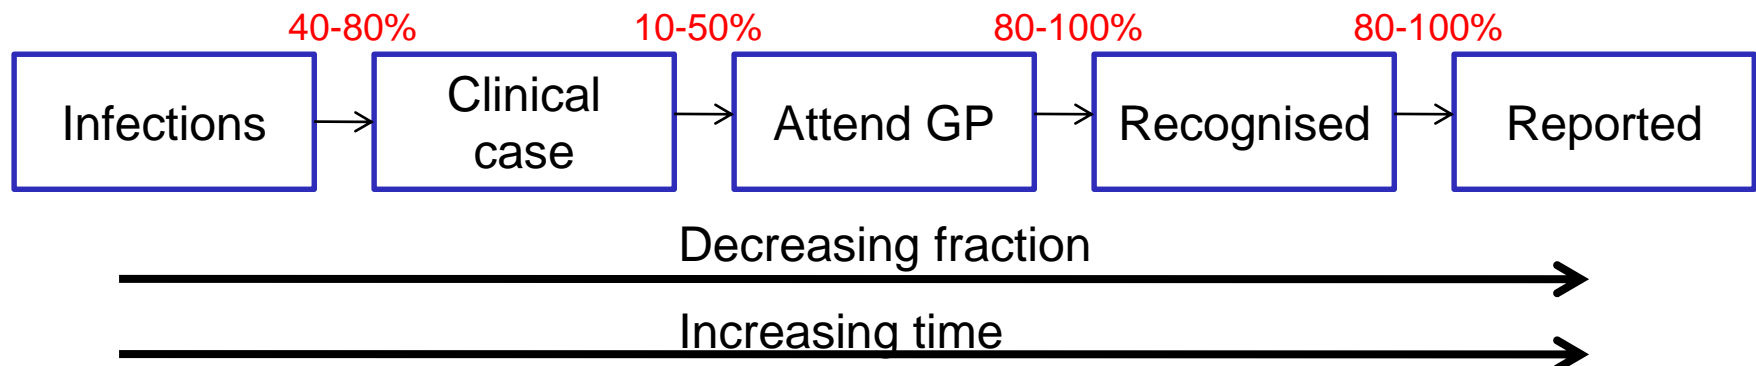 40-80%
10-50%
80-100%
80-100%
Infections
Clinical
case
Attend GP
Recognised
Reported
Decreasing fraction
Increasing time